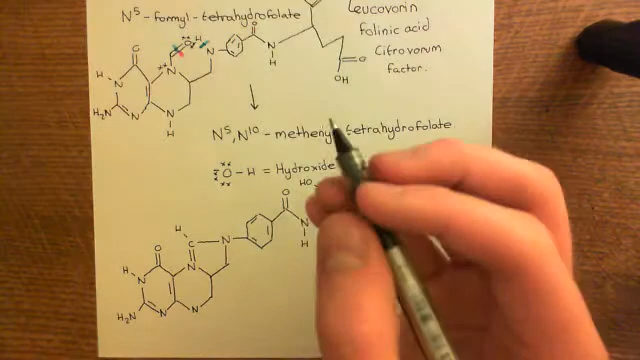 N⁵-formyl-tetrahydrofolate
Leucovorin
folinic acid
Citrovorum
factor.
O
O
H
N
H
N
H
N
O
H
N
H₂N
N
N
H
O
OH
N⁵,N¹⁰-methenyl tetrahydrofolate
O-H = Hydroxide
HO
O
H
C
N
N
H
O
H
N
N
H₂N
N
N